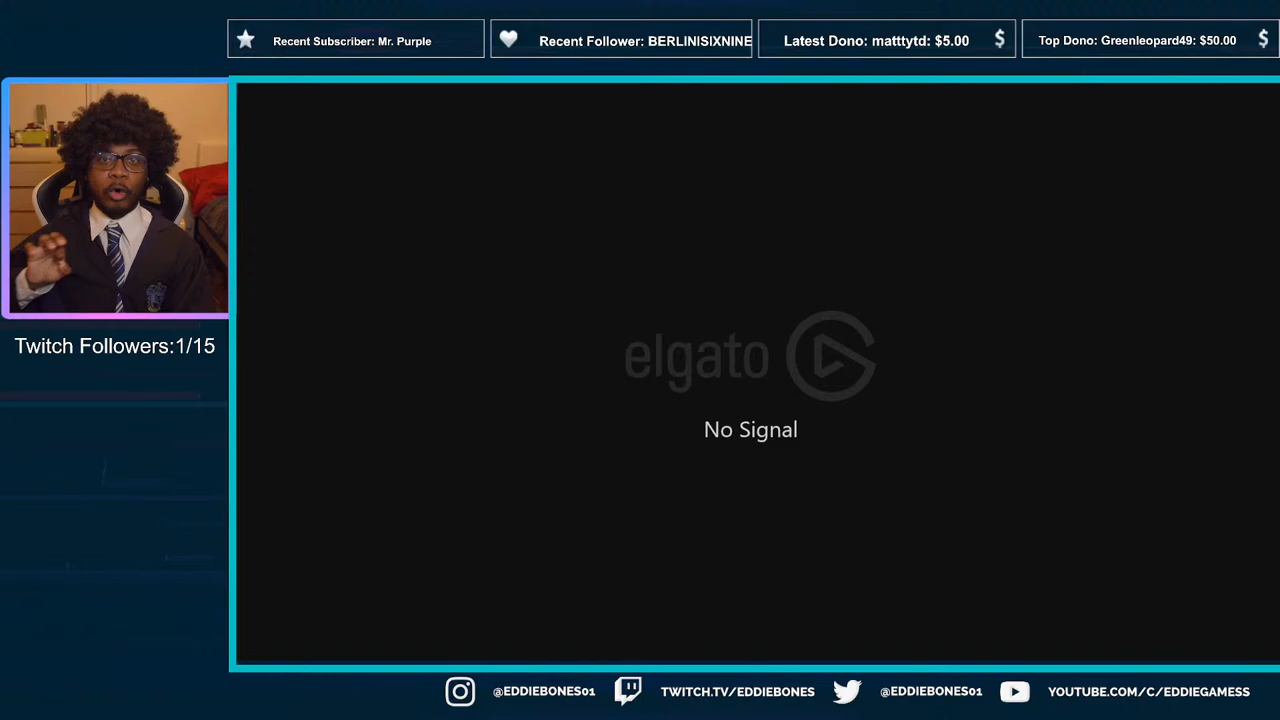 Recent Subscriber: Mr. Purple
Recent Follower: BERLINISIXNINE
Latest Dono: matttytd: $5.00
$
Top Dono: Greenleopard49: $50.00
$
Twitch Followers:1/15
elgato
No Signal
@EDDIEBONES01
TWITCH.TV/EDDIEBONES
@EDDIEBONES01
YOUTUBE.COM/C/EDDIEGAMESS